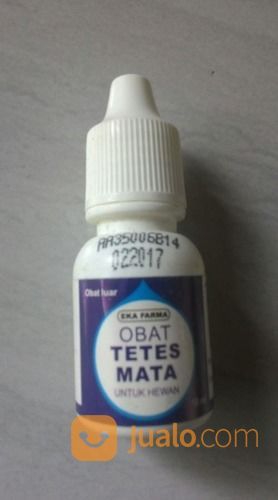 AA35006B14
022017
Obat luar
EKA FARMA
OBAT
TETES
MATA
UNTUK HEWAN
jualo.com